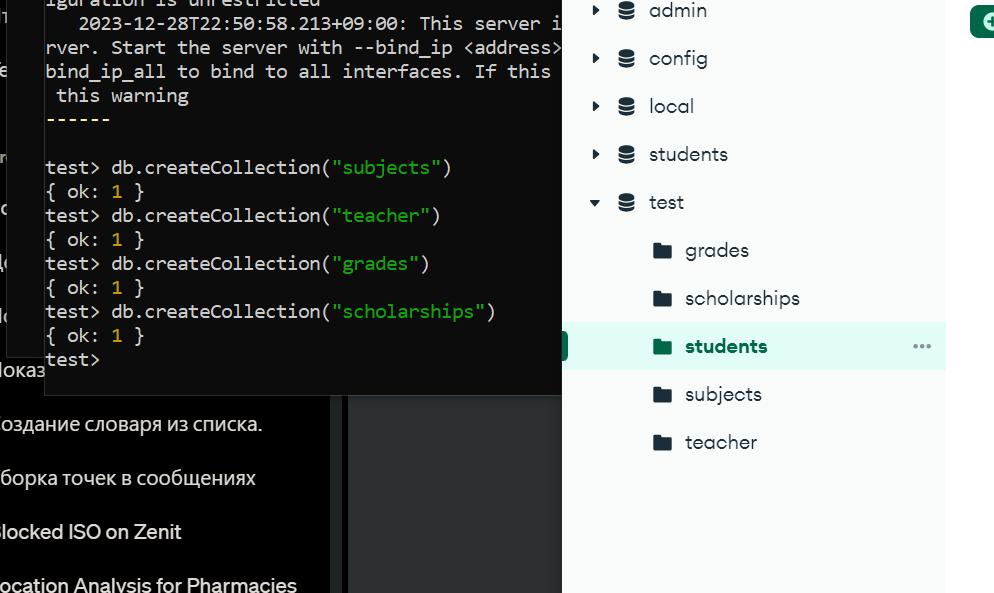 iguration is unrestricted
2023-12-28T22:50:58.213+09:00: This server i
rver. Start the server with --bind_ip <address>
bind_ip_all to bind to all interfaces. If this
this warning
------
test> db.createCollection("subjects")
{ ok: 1 }
test> db.createCollection("teacher")
{ ok: 1 }
test> db.createCollection("grades")
{ ok: 1 }
test> db.createCollection("scholarships")
{ ok: 1 }
test>
оздание словаря из списка.
борка точек в сообщениях
locked ISO on Zenit
ocation Analysis for Pharmacies
admin
config
local
students
test
grades
scholarships
students
subjects
teacher